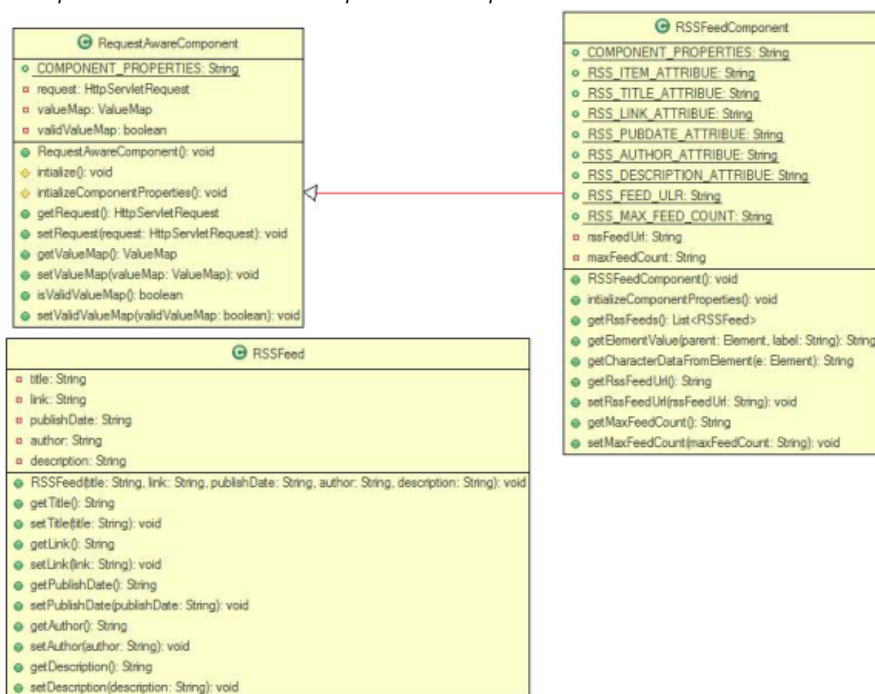 RequestAwareComponent
COMPONENT_PROPERTIES: String
request: HttpServletRequest
valueMap: ValueMap
validValueMap: boolean
RequestAwareComponent(): void
intialize(): void
intializeComponentProperties(): void
getRequest(): HttpServletRequest
setRequest(request: HttpServletRequest): void
getValueMap(): ValueMap
setValueMap(valueMap: ValueMap): void
isValidValueMap(): boolean
setValidValueMap(validValueMap: boolean): void
RSSFeedComponent
COMPONENT_PROPERTIES: String
RSS_ITEM_ATTRIBUE: String
RSS_TITLE_ATTRIBUE: String
RSS_LINK_ATTRIBUE: String
RSS_PUBDATE_ATTRIBUE: String
RSS_AUTHOR_ATTRIBUE: String
RSS_DESCRIPTION_ATTRIBUE: String
RSS_FEED_ULR: String
RSS_MAX_FEED_COUNT: String
rssFeedUrl: String
maxFeedCount: String
RSSFeedComponent(): void
intializeComponentProperties(): void
getRssFeeds(): List<RSSFeed>
getElementValue(parent: Element, label: String): String
getCharacterDataFromElement(e: Element): String
getRssFeedUrl(): String
setRssFeedUrl(rssFeedUrl: String): void
getMaxFeedCount(): String
setMaxFeedCount(maxFeedCount: String): void
RSSFeed
title: String
link: String
publishDate: String
author: String
description: String
RSSFeed(title: String, link: String, publishDate: String, author: String, description: String): void
getTitle(): String
setTitle(title: String): void
getLink(): String
setLink(link: String): void
getPublishDate(): String
setPublishDate(publishDate: String): void
getAuthor(): String
setAuthor(author: String): void
getDescription(): String
setDescription(description: String): void